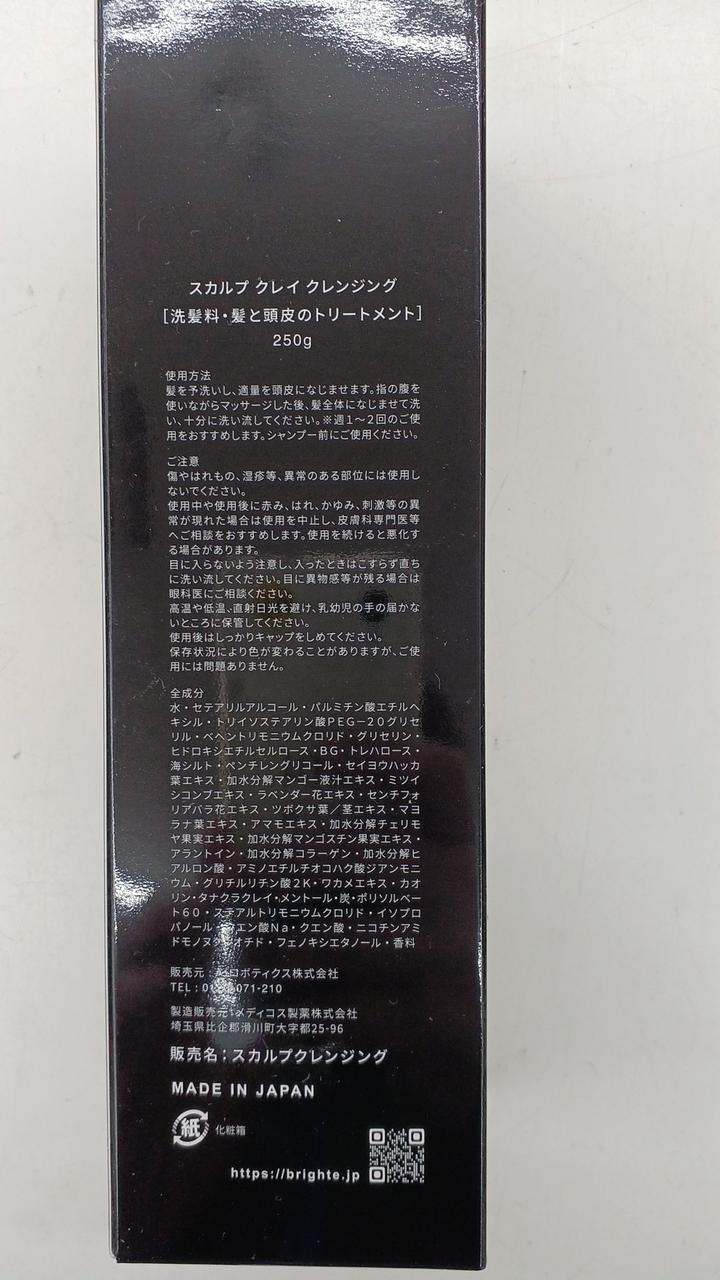 スカルプ クレイ クレンジング
[洗髪料・髪と頭皮のトリートメント]
250g
使用方法
髪を予洗いし、適量を頭皮になじませます。指の腹を
使いながらマッサージした後、髪全体になじませて洗
い、十分に洗い流してください。※週1〜2回のご使
用をおすすめします。シャンプー前にご使用ください。
ご注意
傷やはれもの、湿疹等、異常のある部位には使用し
ないでください。
使用中や使用後に赤み、はれ、かゆみ、刺激等の異
常が現れた場合は使用を中止し、皮膚科専門医等
へご相談をおすすめします。使用を続けると悪化す
る場合があります。
目に入らないよう注意し、入ったときはこすらず直ち
に洗い流してください。目に異物感等が残る場合は
眼科医にご相談ください。
高温や低温、直射日光を避け、乳幼児の手の届かな
いところに保管してください。
使用後はしっかりキャップをしめてください。
保存状況により色が変わることがありますが、ご使
用には問題ありません。
全成分
水・セテアリルアルコール・パルミチン酸エチルヘ
キシル・トリイソステアリン酸PEG−20グリセ
リル・ベヘントリモニウムクロリド・グリセリン・
ヒドロキシエチルセルロース・BG・トレハロース・
海シルト・ペンチレングリコール・セイヨウハッカ
葉エキス・加水分解マンゴー液汁エキス・ミツイ
シコンブエキス・ラベンダー花エキス・センチフォ
リアバラ花エキス・ツボクサ葉／茎エキス・マヨ
ラナ葉エキス・アマモエキス・加水分解チェリモ
ヤ果実エキス・加水分解マンゴスチン果実エキス・
アラントイン・加水分解コラーゲン・加水分解ヒ
アルロン酸・アミノエチルチオコハク酸ジアンモニ
ウム・グリチルリチン酸2K・ワカメエキス・カオ
リン・タナクラクレイ・メントール・炭・ポリソルベー
ト60・ステアルトリモニウムクロリド・イソプロ
パノール・クエン酸Na・クエン酸・ニコチンアミ
ドモノヌクレオチド・フェノキシエタノール・香料
販売元:
ロボティクス株式会社
TEL:
071-210
製造販売元:メディコス製薬株式会社
埼玉県比企郡滑川町大字都25-96
販売名:スカルプクレンジング
MADE IN JAPAN
紙 化粧箱
https://brighte.jp